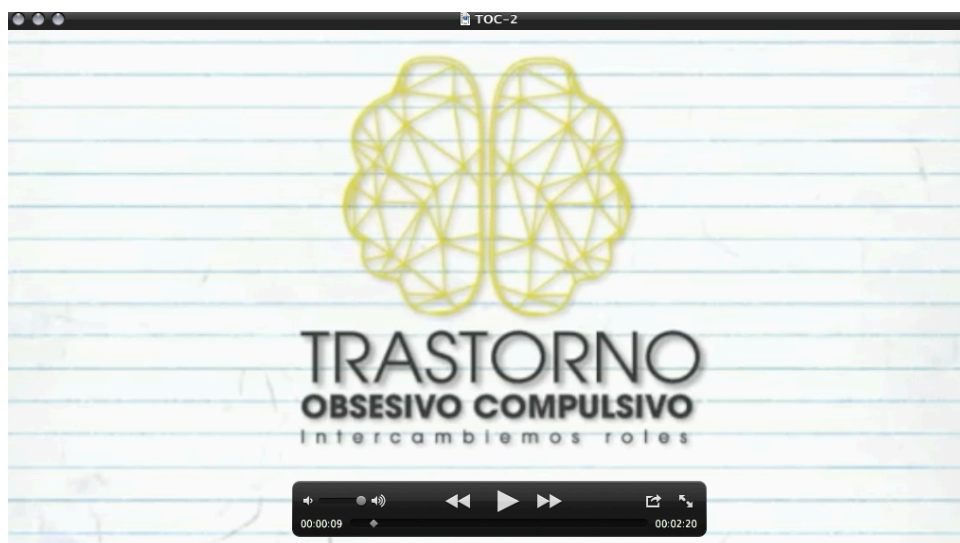 TOC-2
TRASTORNO
OBSESIVO COMPULSIVO
Intercambiemos roles
00:00:09
00:02:20